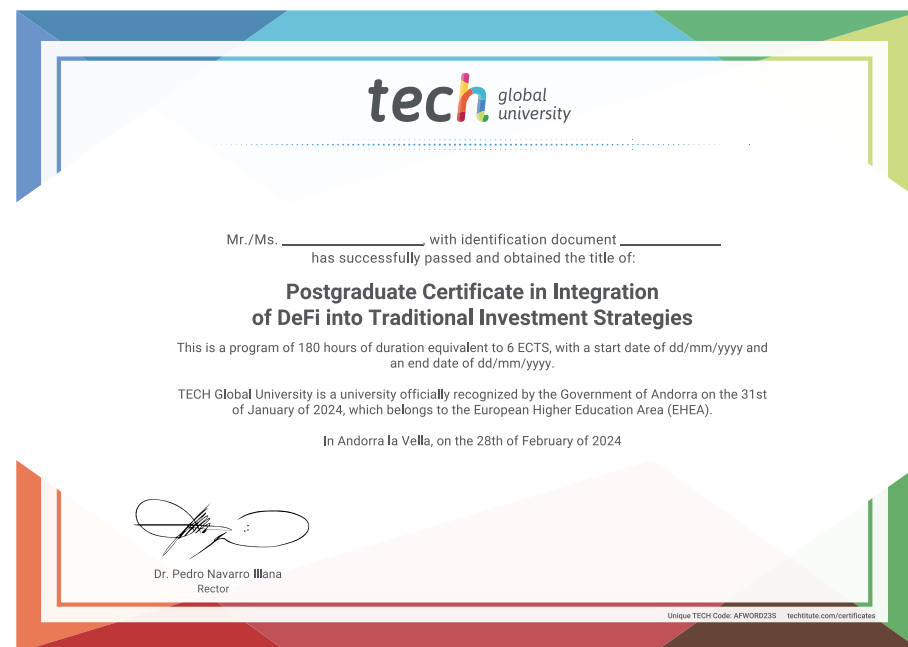 tech global university
Mr./Ms. ____________, with identification document ____________
has successfully passed and obtained the title of:
Postgraduate Certificate in Integration
of DeFi into Traditional Investment Strategies
This is a program of 180 hours of duration equivalent to 6 ECTS, with a start date of dd/mm/yyyy and
an end date of dd/mm/yyyy.
TECH Global University is a university officially recognized by the Government of Andorra on the 31st
of January of 2024, which belongs to the European Higher Education Area (EHEA).
In Andorra la Vella, on the 28th of February of 2024
Dr. Pedro Navarro Illana
Rector
Unique TECH Code: AFWORD23S techtitute.com/certificates